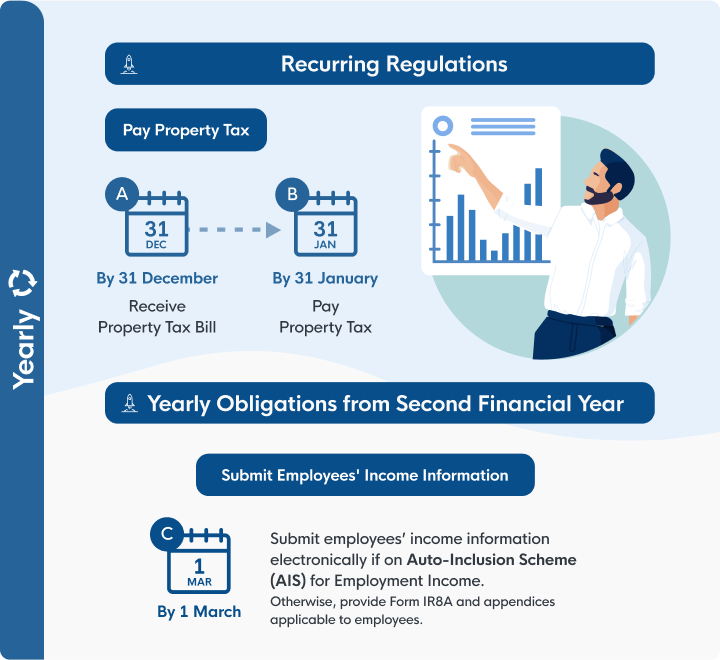 Yearly
Recurring Regulations
Pay Property Tax
A
31
DEC
By 31 December
Receive
Property Tax Bill
B
31
JAN
By 31 January
Pay
Property Tax
Yearly Obligations from Second Financial Year
Submit Employees' Income Information
C
1
MAR
By 1 March
Submit employees’ income information
electronically if on Auto-Inclusion Scheme
(AIS) for Employment Income.
Otherwise, provide Form IR8A and appendices
applicable to employees.